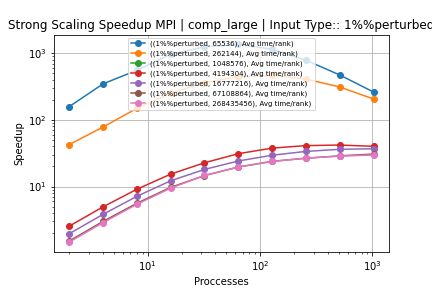 Strong Scaling Speedup MPI | comp_large | Input Type:: 1%%perturbed
((1%%perturbed, 65536), Avg time/rank)
((1%%perturbed, 262144), Avg time/rank)
((1%%perturbed, 1048576), Avg time/rank)
((1%%perturbed, 4194304), Avg time/rank)
((1%%perturbed, 16777216), Avg time/rank)
((1%%perturbed, 67108864), Avg time/rank)
((1%%perturbed, 268435456), Avg time/rank)
Speedup
10³
10²
10¹
10¹ 10² 10³
Proccesses